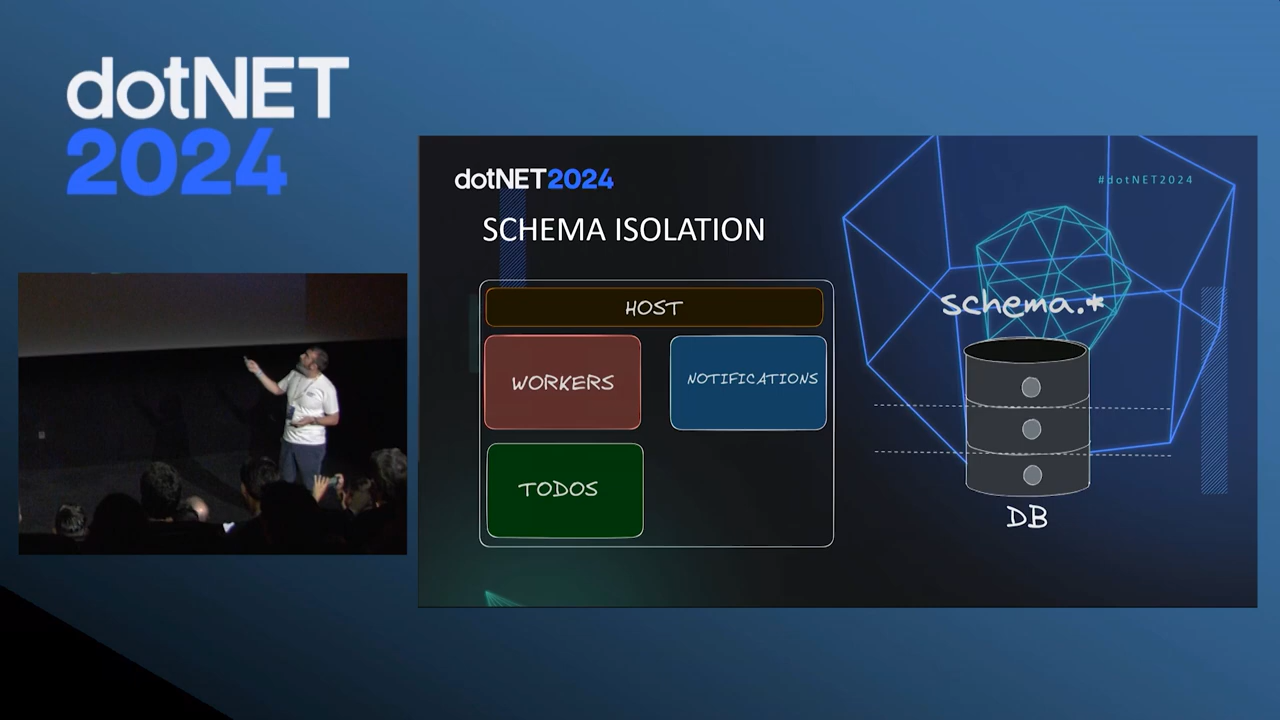 dotNET
2024
dotNET2024
#dotNET2024
SCHEMA ISOLATION
HOST
WORKERS
NOTIFICATIONS
TODOS
schema.*
DB